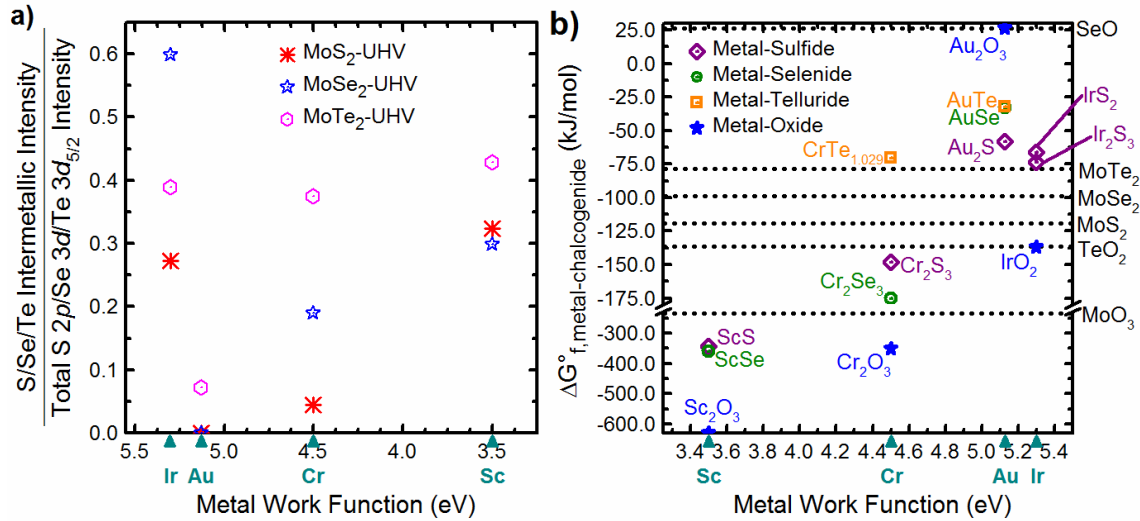 a)
S/Se/Te Intermetallic Intensity
Total S 2p/Se 3d/Te 3d5/2 Intensity
0.6
0.5
0.4
0.3
0.2
0.1
0.0
MoS2-UHV
MoSe2-UHV
MoTe2-UHV
5.5 5.0 4.5 4.0 3.5
Ir Au Cr Sc
Metal Work Function (eV)
b)
ΔG°f,metal-chalcogenide (kJ/mol)
25.0
0.0
-25.0
-50.0
-75.0
-100.0
-125.0
-150.0
-175.0
-300.0
-400.0
-500.0
-600.0
Metal-Sulfide
Metal-Selenide
Metal-Telluride
Metal-Oxide
Au2O3
AuTe
AuSe
Au2S
CrTe1.029
IrS2
Ir2S3
IrO2
Cr2S3
Cr2Se3
ScS
ScSe
Cr2O3
Sc2O3
SeO
MoTe2
MoSe2
MoS2
TeO2
MoO3
3.4 3.6 3.8 4.0 4.2 4.4 4.6 4.8 5.0 5.2 5.4
Sc Cr Au Ir
Metal Work Function (eV)